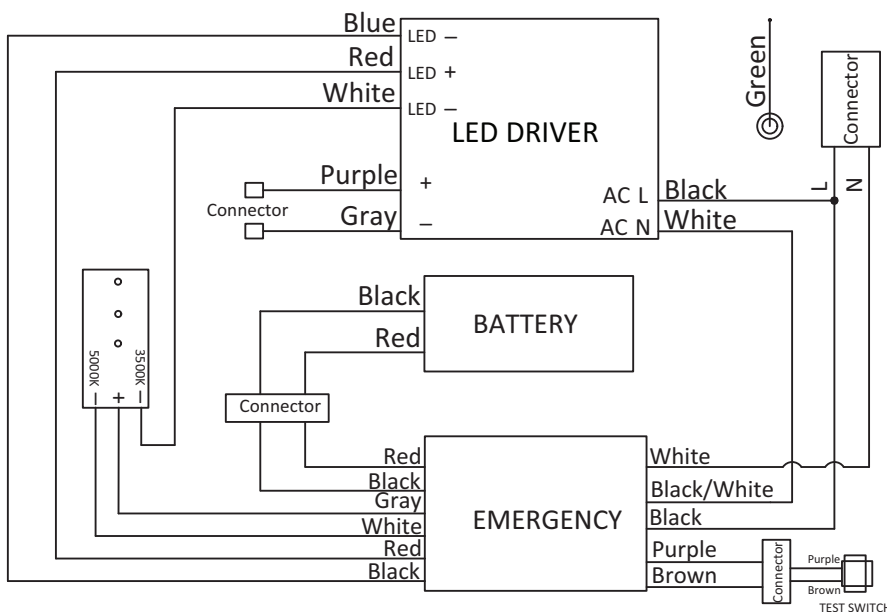 Blue
LED −
Red
LED +
White
LED −
LED DRIVER
Purple
+
Connector
Gray
−
AC L
Black
AC N
White
Green
Connector
L
N
5000K −
+
3500K −
Black
Red
BATTERY
Connector
Red
Black
Gray
White
Red
Black
EMERGENCY
White
Black/White
Black
Purple
Brown
Connector
Purple
Brown
TEST SWITCH